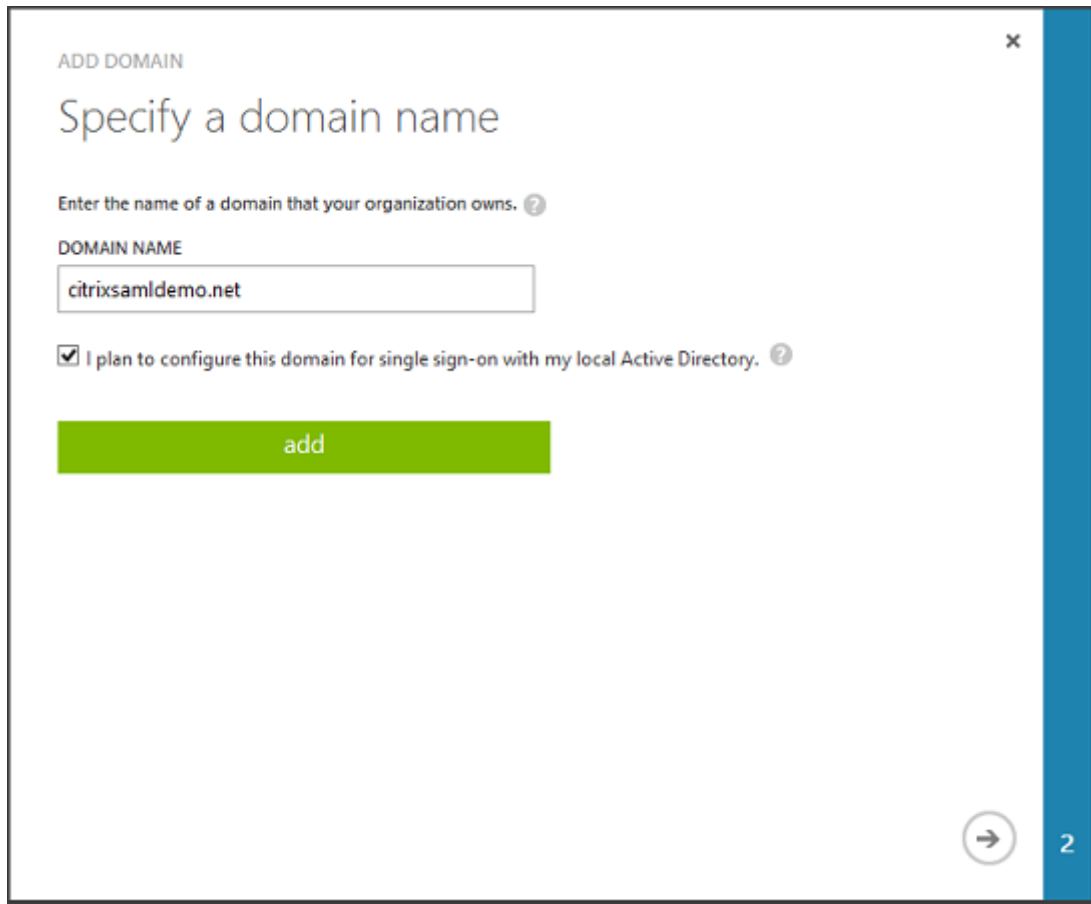 ADD DOMAIN
Specify a domain name
Enter the name of a domain that your organization owns. ?
DOMAIN NAME
citrixsamldemo.net
I plan to configure this domain for single sign-on with my local Active Directory. ?
add
2